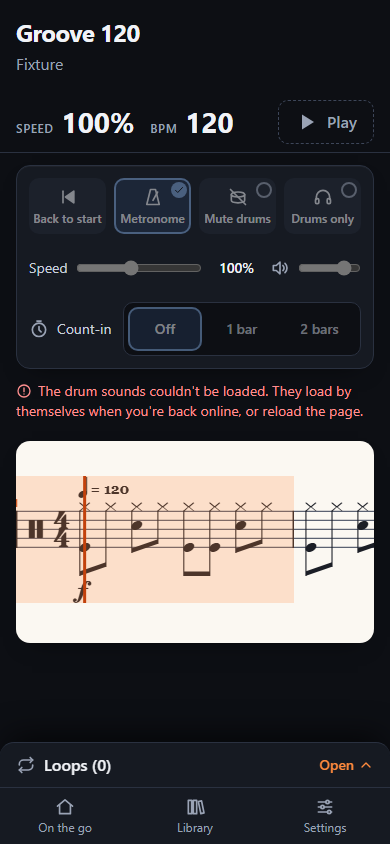 Groove 120
Fixture
SPEED 100% BPM 120 Play
Back to start Metronome Mute drums Drums only
Speed 100%
Count-in Off 1 bar 2 bars
The drum sounds couldn't be loaded. They load by
themselves when you're back online, or reload the page.
= 120
4
4
f
Loops (0) Open
On the go Library Settings